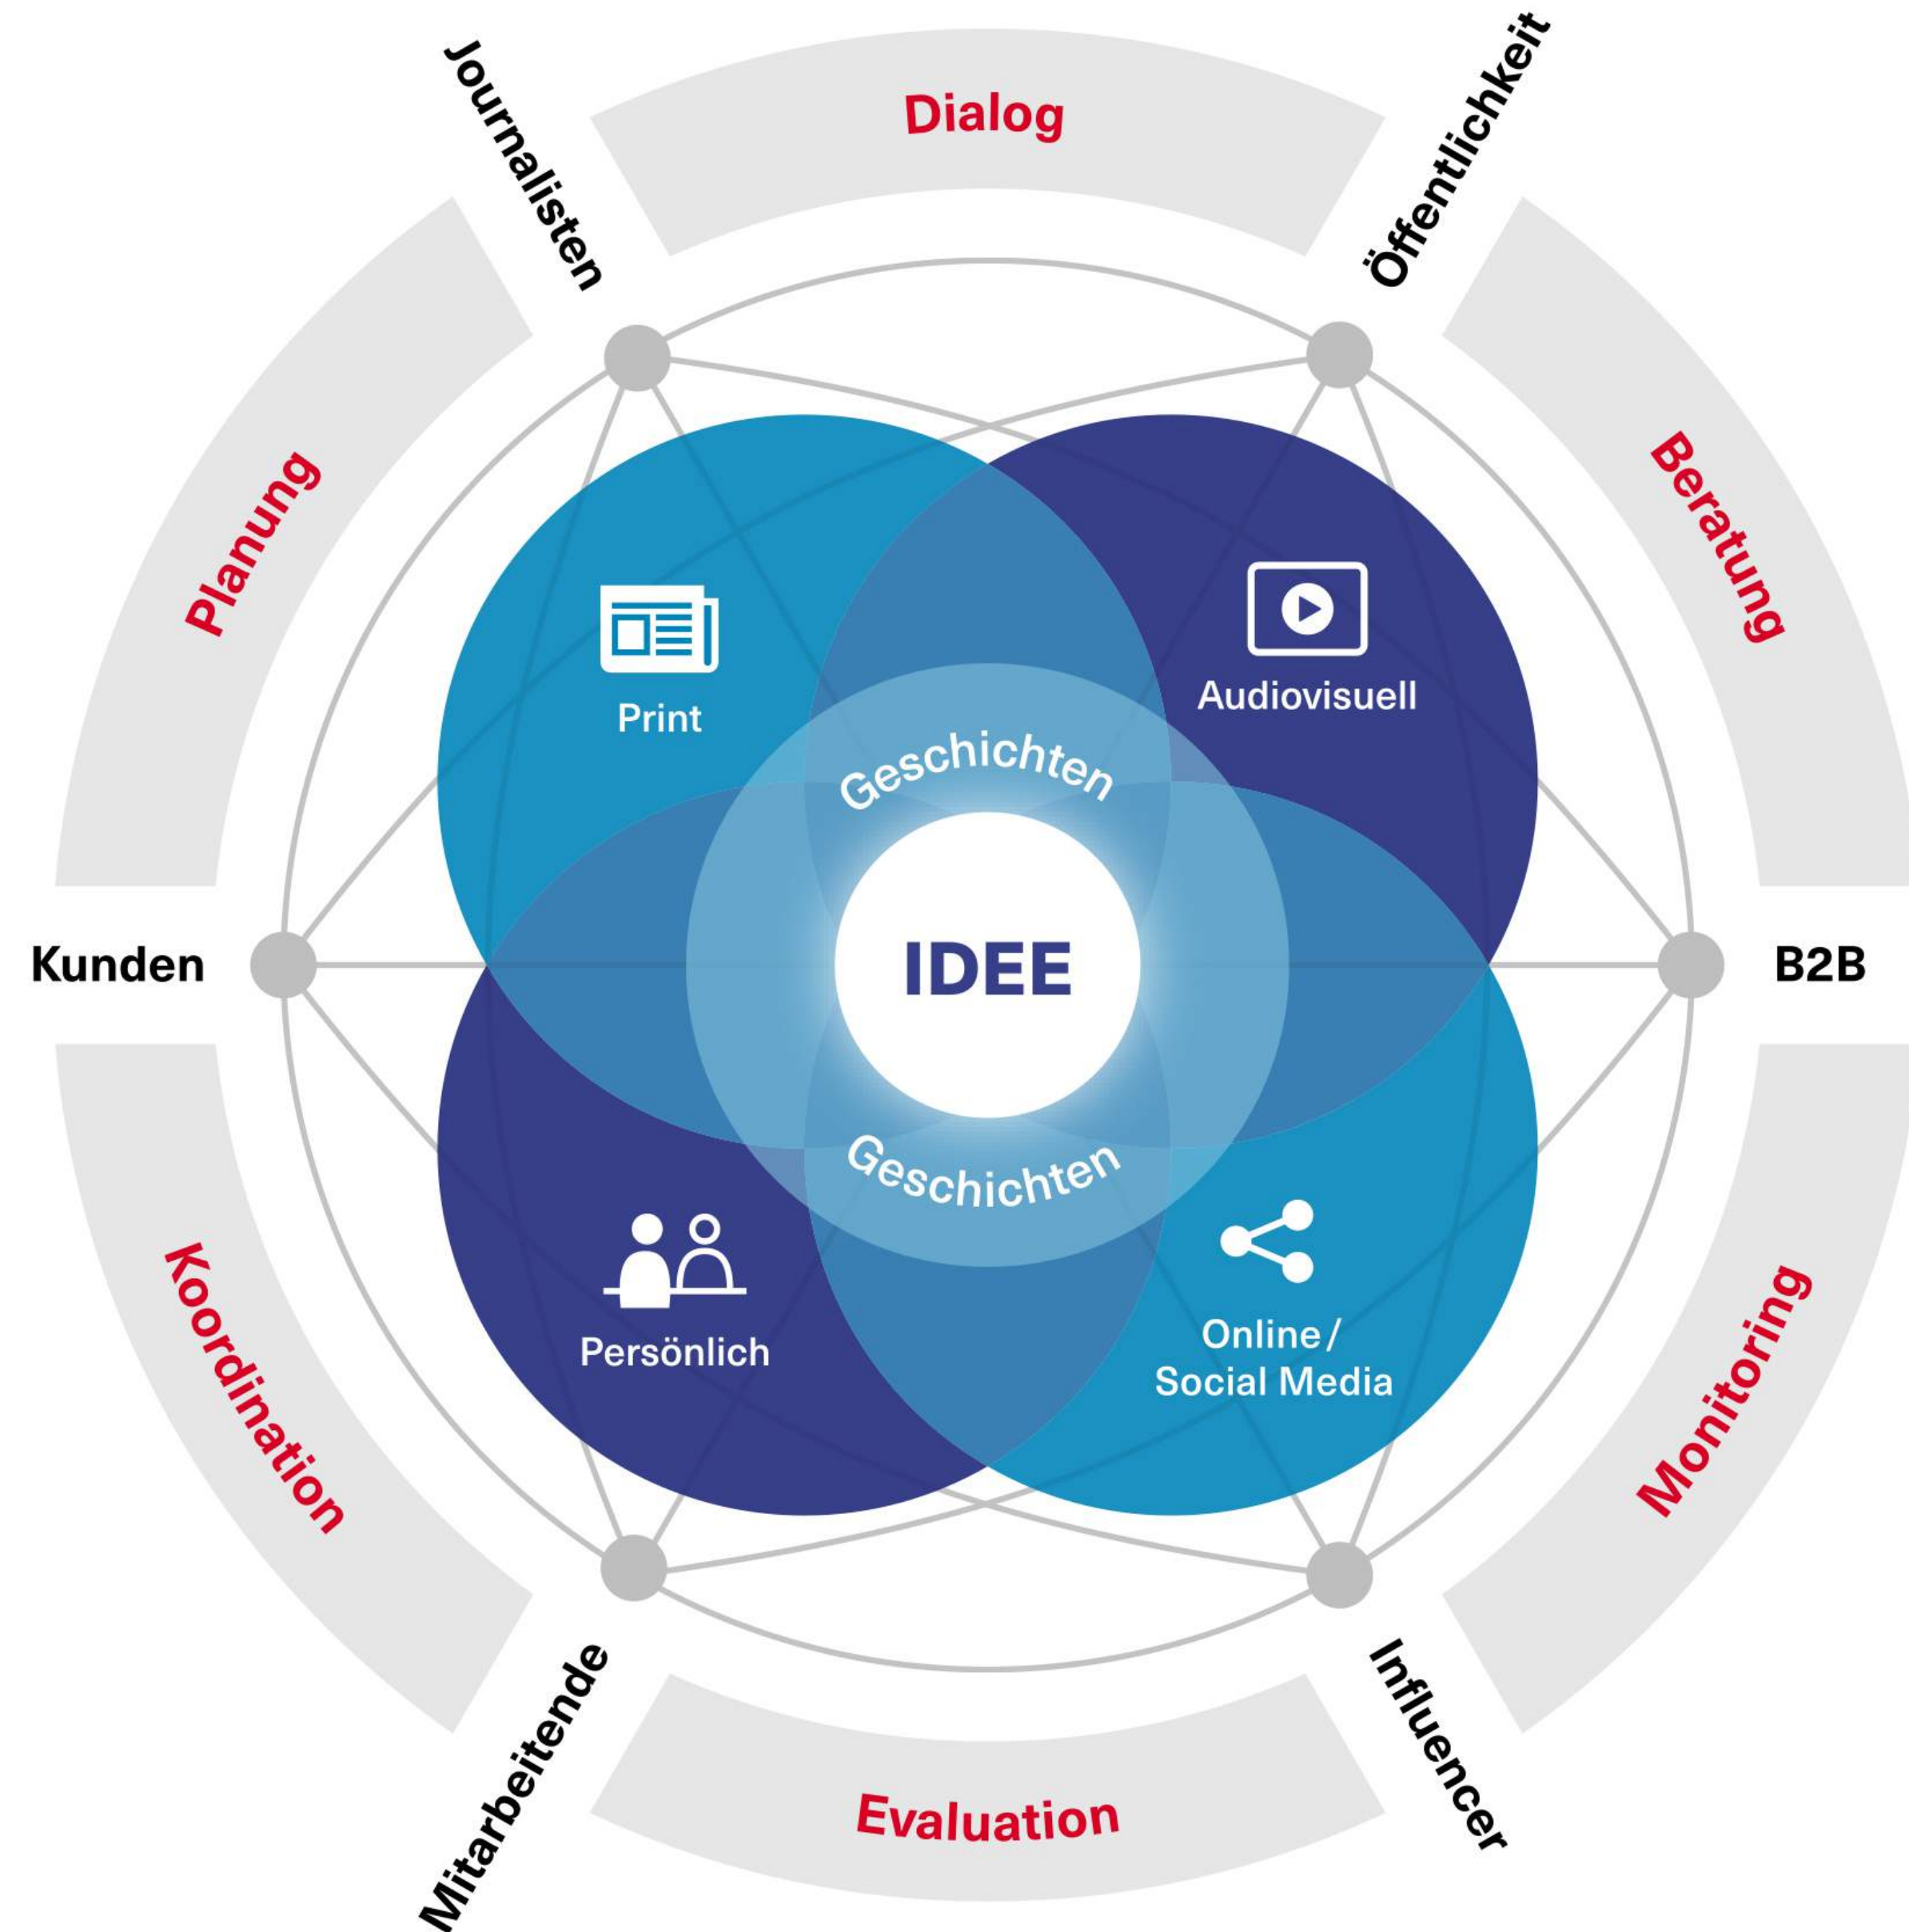 Journalisten
Dialog
Öffentlichkeit
Planung
Beratung
Print
Audiovisuell
Geschichten
Kunden
IDEE
B2B
Geschichten
Persönlich
Online/
Social Media
Koordination
Monitoring
Mitarbeitende
Evaluation
Influencer